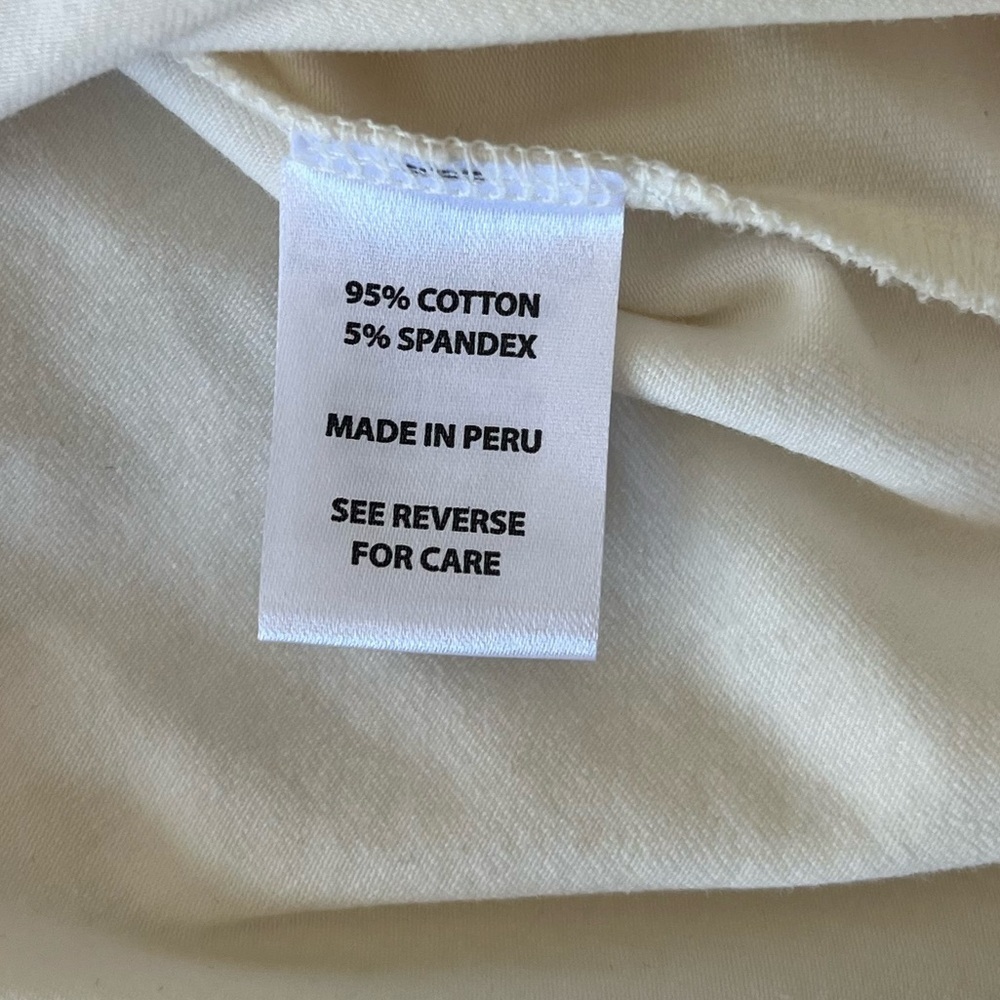 95% COTTON
5% SPANDEX
MADE IN PERU
SEE REVERSE
FOR CARE